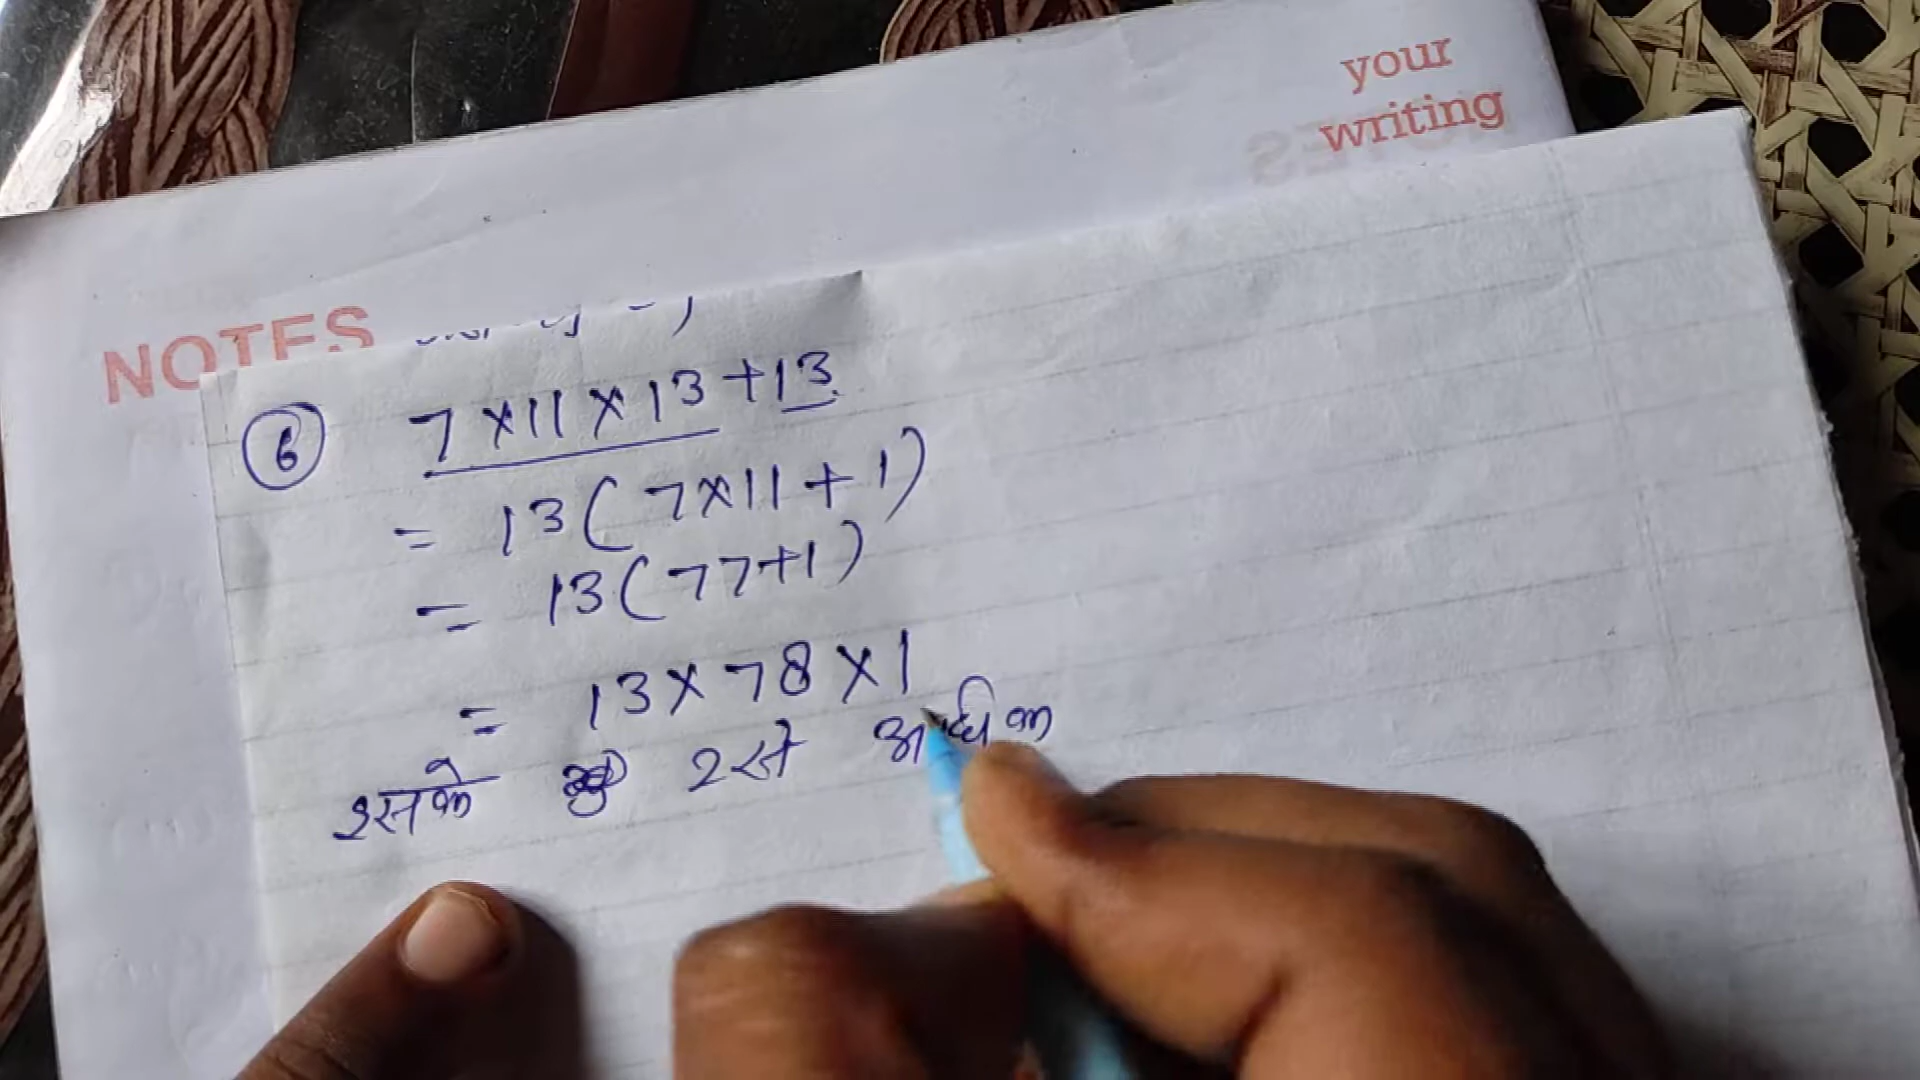 your
writing
NOTES
6 7×11×13+13
= 13(7×11+1)
= 13(77+1)
= 13×78×1
इसके 2से अधिक